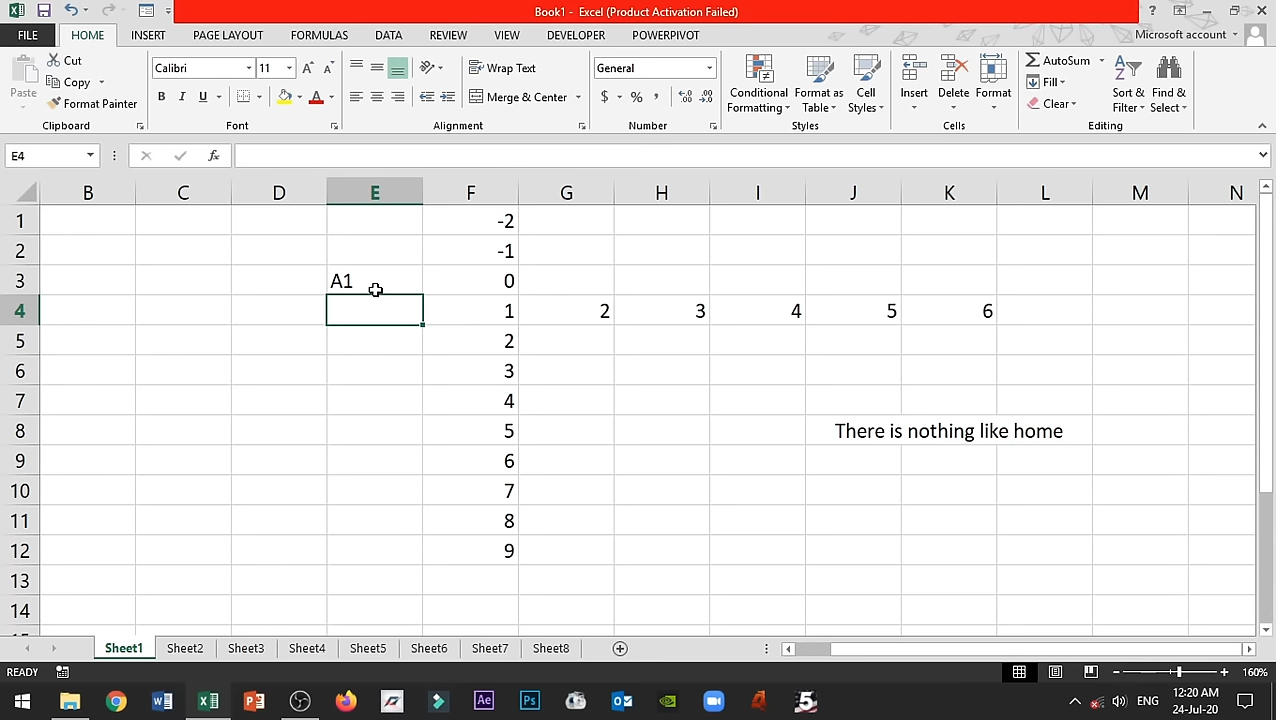 Book1 - Excel (Product Activation Failed)
FILE HOME INSERT PAGE LAYOUT FORMULAS DATA REVIEW VIEW DEVELOPER POWERPIVOT Microsoft account
Cut
Copy
Format Painter
Paste
Clipboard
Calibri 11
B I U
Font
Wrap Text
Merge & Center
Alignment
General
$ % ,
Number
Conditional Formatting
Format as Table
Cell Styles
Styles
Insert
Delete
Format
Cells
AutoSum
Fill
Clear
Sort & Filter
Find & Select
Editing
E4 fx
B C D E F G H I J K L M N
1 -2
2 -1
3 A1 0
4 1 2 3 4 5 6
5 2
6 3
7 4
8 5 There is nothing like home
9 6
10 7
11 8
12 9
13
14
Sheet1 Sheet2 Sheet3 Sheet4 Sheet5 Sheet6 Sheet7 Sheet8
READY 160%
ENG 12:20 AM
24-Jul-20